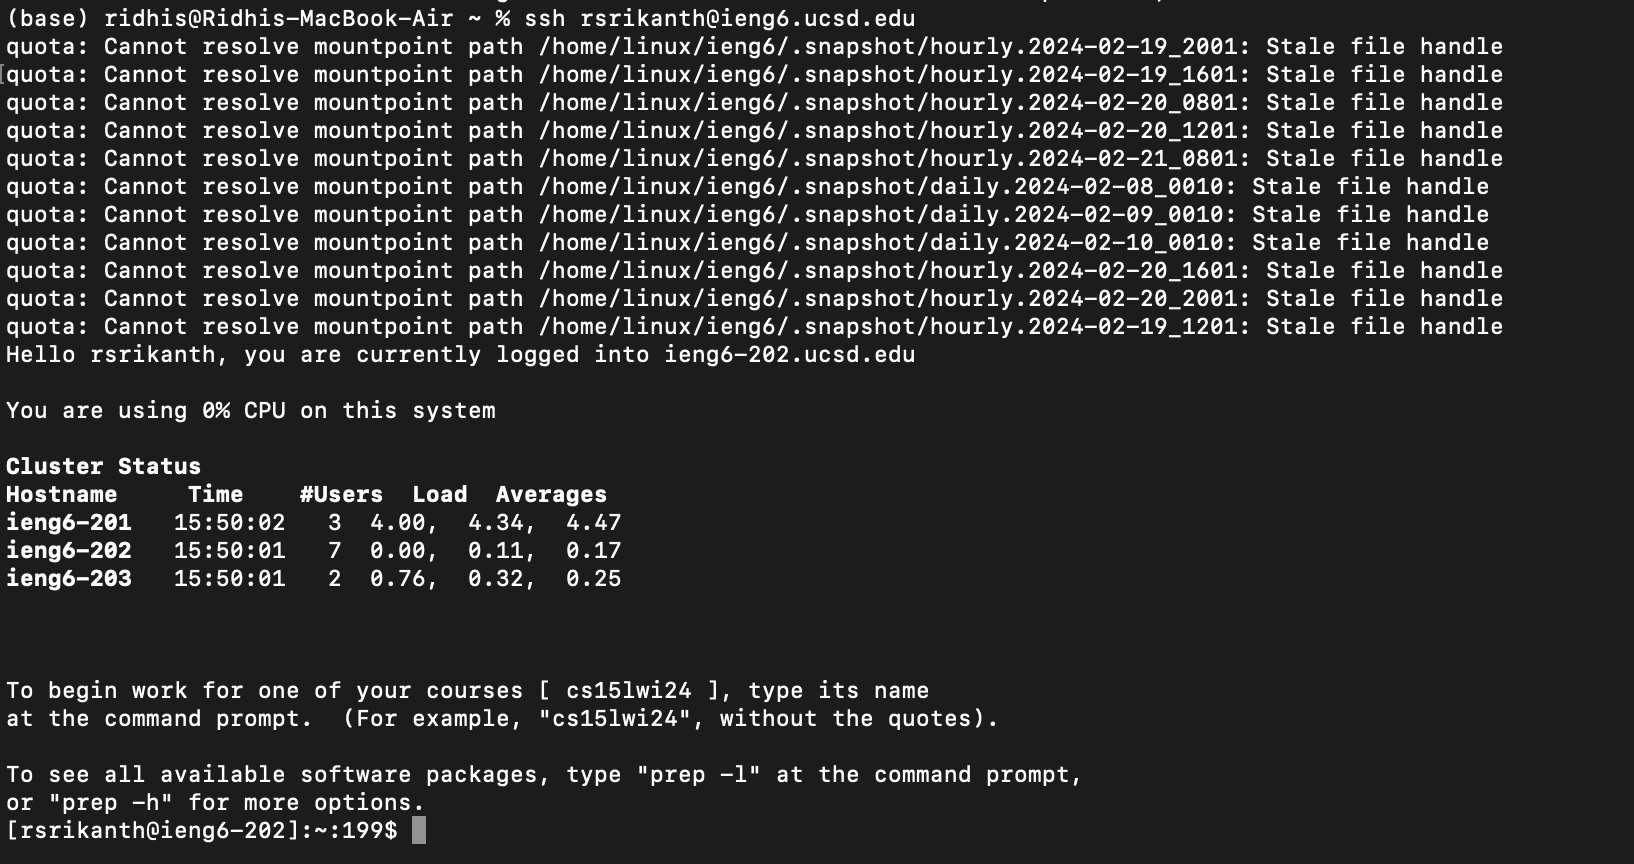 (base) ridhis@Ridhis-MacBook-Air ~ % ssh rsrikanth@ieng6.ucsd.edu
quota: Cannot resolve mountpoint path /home/linux/ieng6/.snapshot/hourly.2024-02-19_2001: Stale file handle
quota: Cannot resolve mountpoint path /home/linux/ieng6/.snapshot/hourly.2024-02-19_1601: Stale file handle
quota: Cannot resolve mountpoint path /home/linux/ieng6/.snapshot/hourly.2024-02-20_0801: Stale file handle
quota: Cannot resolve mountpoint path /home/linux/ieng6/.snapshot/hourly.2024-02-20_1201: Stale file handle
quota: Cannot resolve mountpoint path /home/linux/ieng6/.snapshot/hourly.2024-02-21_0801: Stale file handle
quota: Cannot resolve mountpoint path /home/linux/ieng6/.snapshot/daily.2024-02-08_0010: Stale file handle
quota: Cannot resolve mountpoint path /home/linux/ieng6/.snapshot/daily.2024-02-09_0010: Stale file handle
quota: Cannot resolve mountpoint path /home/linux/ieng6/.snapshot/daily.2024-02-10_0010: Stale file handle
quota: Cannot resolve mountpoint path /home/linux/ieng6/.snapshot/hourly.2024-02-20_1601: Stale file handle
quota: Cannot resolve mountpoint path /home/linux/ieng6/.snapshot/hourly.2024-02-20_2001: Stale file handle
quota: Cannot resolve mountpoint path /home/linux/ieng6/.snapshot/hourly.2024-02-19_1201: Stale file handle
Hello rsrikanth, you are currently logged into ieng6-202.ucsd.edu
You are using 0% CPU on this system
Cluster Status
Hostname Time #Users Load Averages
ieng6-201 15:50:02 3 4.00, 4.34, 4.47
ieng6-202 15:50:01 7 0.00, 0.11, 0.17
ieng6-203 15:50:01 2 0.76, 0.32, 0.25
To begin work for one of your courses [ cs15lwi24 ], type its name
at the command prompt. (For example, "cs15lwi24", without the quotes).
To see all available software packages, type "prep -l" at the command prompt,
or "prep -h" for more options.
[rsrikanth@ieng6-202]:~:199$